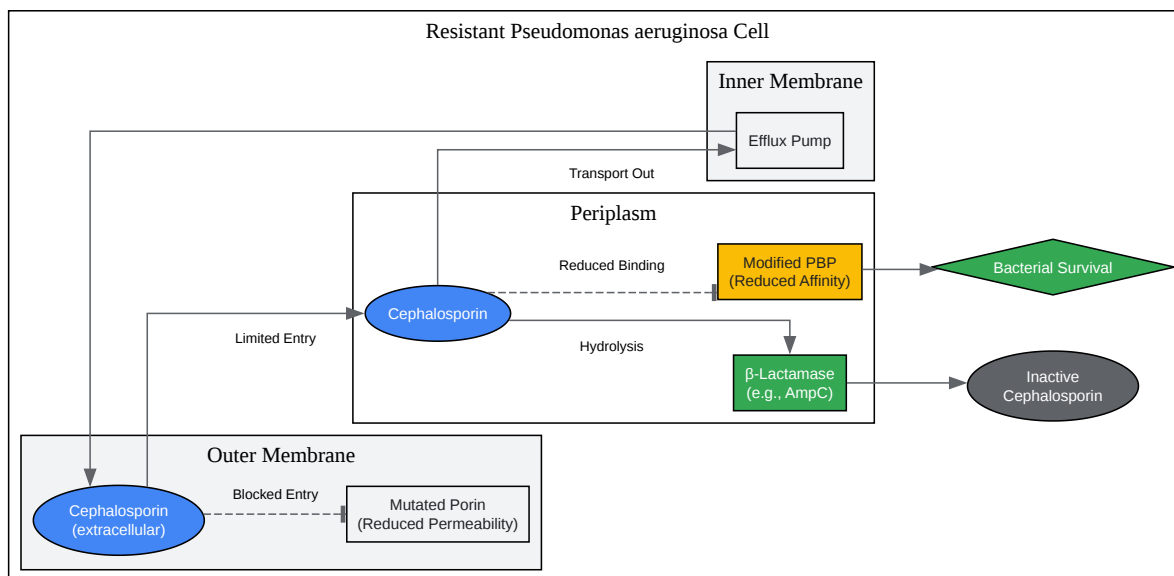 Resistant Pseudomonas aeruginosa Cell
Inner Membrane
Efflux Pump
Transport Out
Periplasm
Reduced Binding
Modified PBP
(Reduced Affinity)
Bacterial Survival
Cephalosporin
Limited Entry
Hydrolysis
β-Lactamase
(e.g., AmpC)
Inactive
Cephalosporin
Outer Membrane
Cephalosporin
(extracellular)
Blocked Entry
Mutated Porin
(Reduced Permeability)